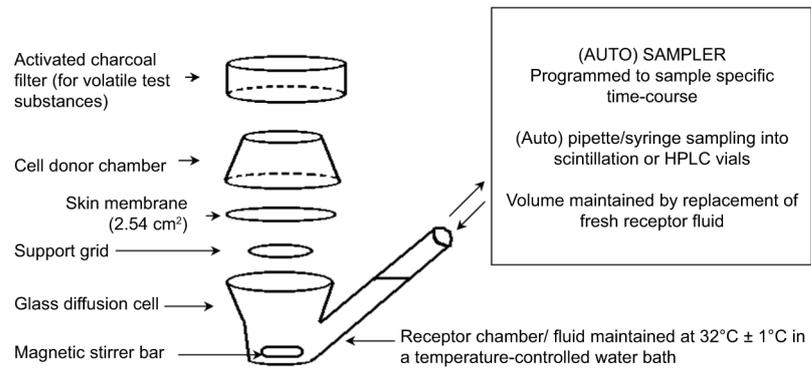 Activated charcoal
filter (for volatile test
substances)
Cell donor chamber
Skin membrane
(2.54 cm²)
Support grid
Glass diffusion cell
Magnetic stirrer bar
(AUTO) SAMPLER
Programmed to sample specific
time-course
(Auto) pipette/syringe sampling into
scintillation or HPLC vials
Volume maintained by replacement of
fresh receptor fluid
Receptor chamber/ fluid maintained at 32°C ± 1°C in
a temperature-controlled water bath